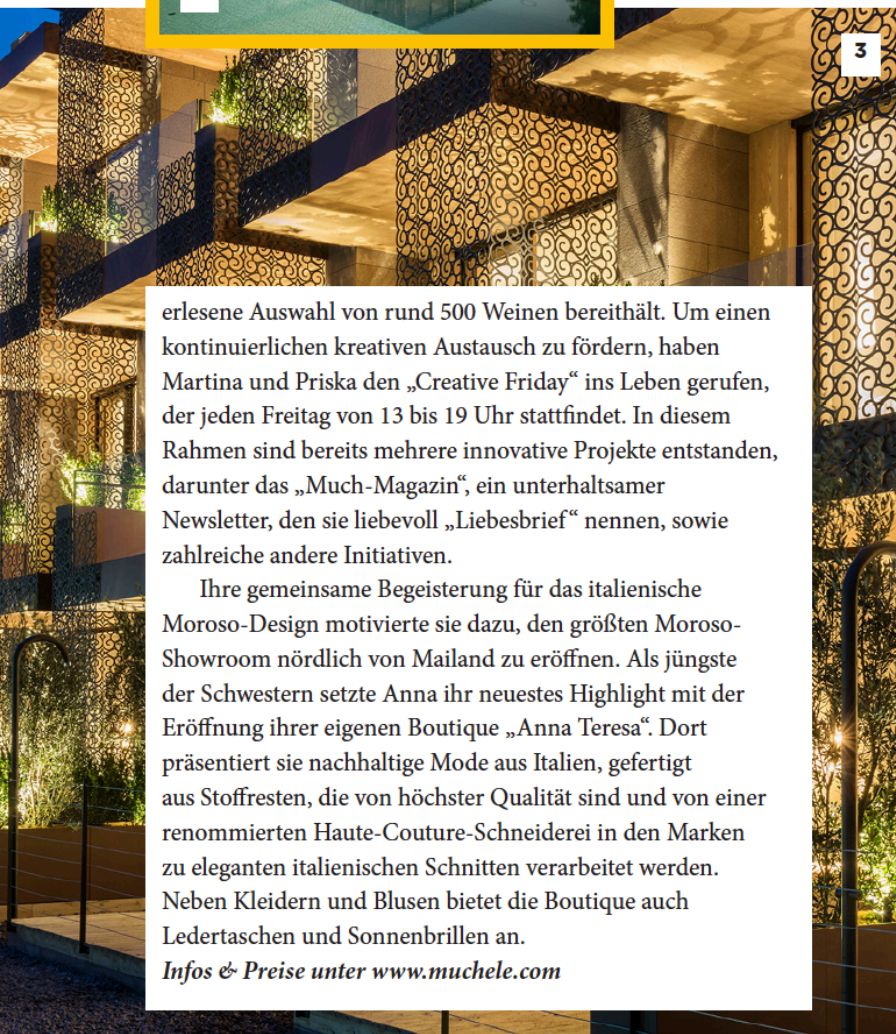 3
erlesene Auswahl von rund 500 Weinen bereithält. Um einen
kontinuierlichen kreativen Austausch zu fördern, haben
Martina und Priska den „Creative Friday“ ins Leben gerufen,
der jeden Freitag von 13 bis 19 Uhr stattfindet. In diesem
Rahmen sind bereits mehrere innovative Projekte entstanden,
darunter das „Much-Magazin“, ein unterhaltsamer
Newsletter, den sie liebevoll „Liebesbrief“ nennen, sowie
zahlreiche andere Initiativen.
Ihre gemeinsame Begeisterung für das italienische
Moroso-Design motivierte sie dazu, den größten Moroso-
Showroom nördlich von Mailand zu eröffnen. Als jüngste
der Schwestern setzte Anna ihr neuestes Highlight mit der
Eröffnung ihrer eigenen Boutique „Anna Teresa“. Dort
präsentiert sie nachhaltige Mode aus Italien, gefertigt
aus Stoffresten, die von höchster Qualität sind und von einer
renommierten Haute-Couture-Schneiderei in den Marken
zu eleganten italienischen Schnitten verarbeitet werden.
Neben Kleidern und Blusen bietet die Boutique auch
Ledertaschen und Sonnenbrillen an.
Infos & Preise unter www.muchele.com